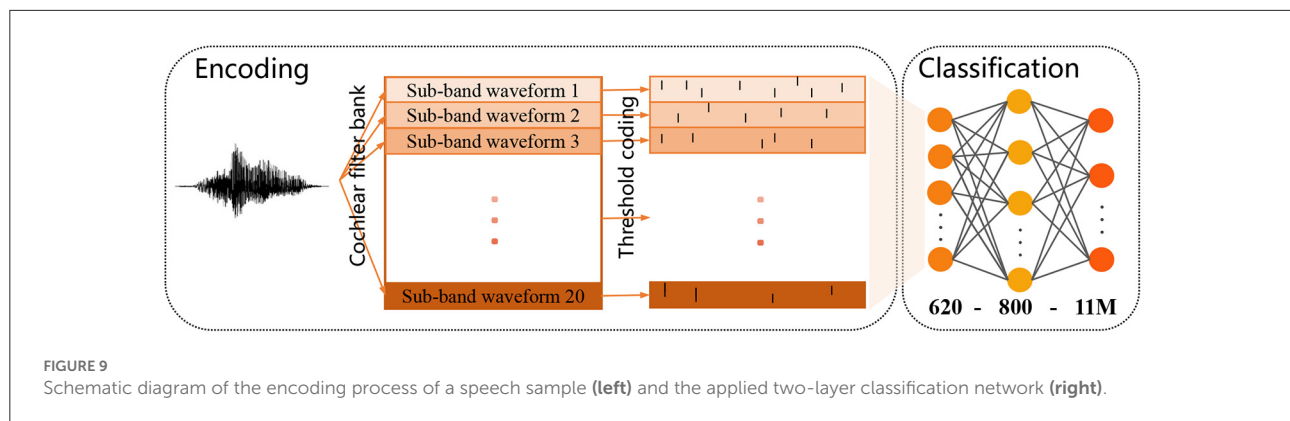 Encoding
Cochlear filter bank
Sub-band waveform 1
Sub-band waveform 2
Sub-band waveform 3
Sub-band waveform 20
Threshold coding
Classification
620 - 800 - 11M
FIGURE 9
Schematic diagram of the encoding process of a speech sample (left) and the applied two-layer classification network (right).